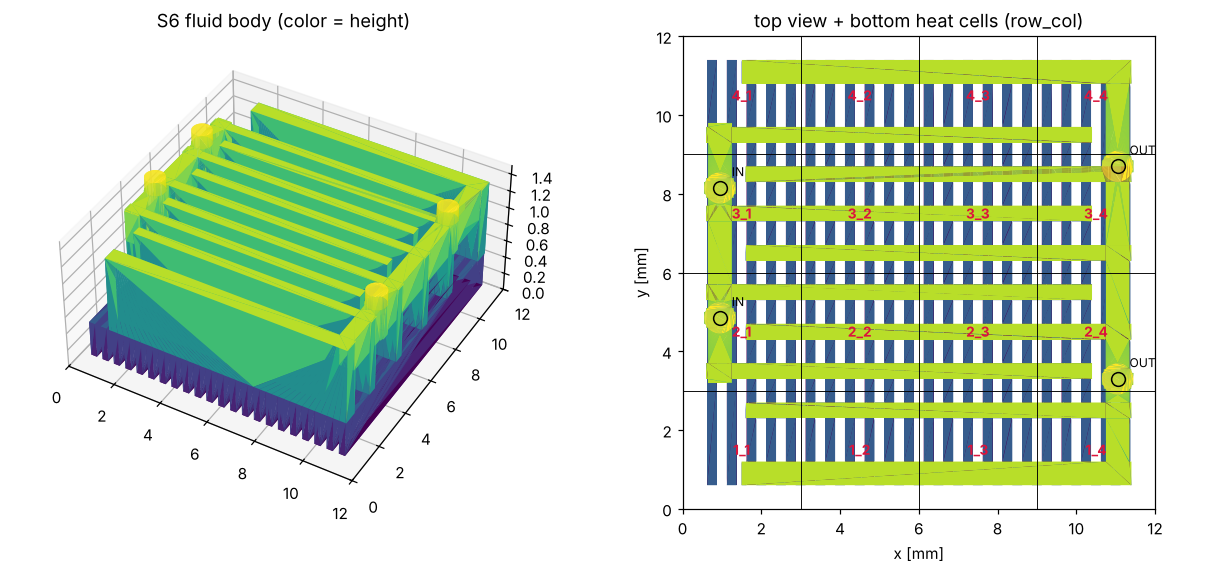 S6 fluid body (color = height)
1.4
1.2
1.0
0.8
0.6
0.4
0.2
0.0
0
2
4
6
8
10
12
0
2
4
6
8
10
12
top view + bottom heat cells (row_col)
12
10
8
6
4
2
0
y [mm]
4_1 4_2 4_3 4_4
OUT
IN
3_1 3_2 3_3 3_4
IN
2_1 2_2 2_3 2_4
OUT
1_1 1_2 1_3 1_4
0 2 4 6 8 10 12
x [mm]